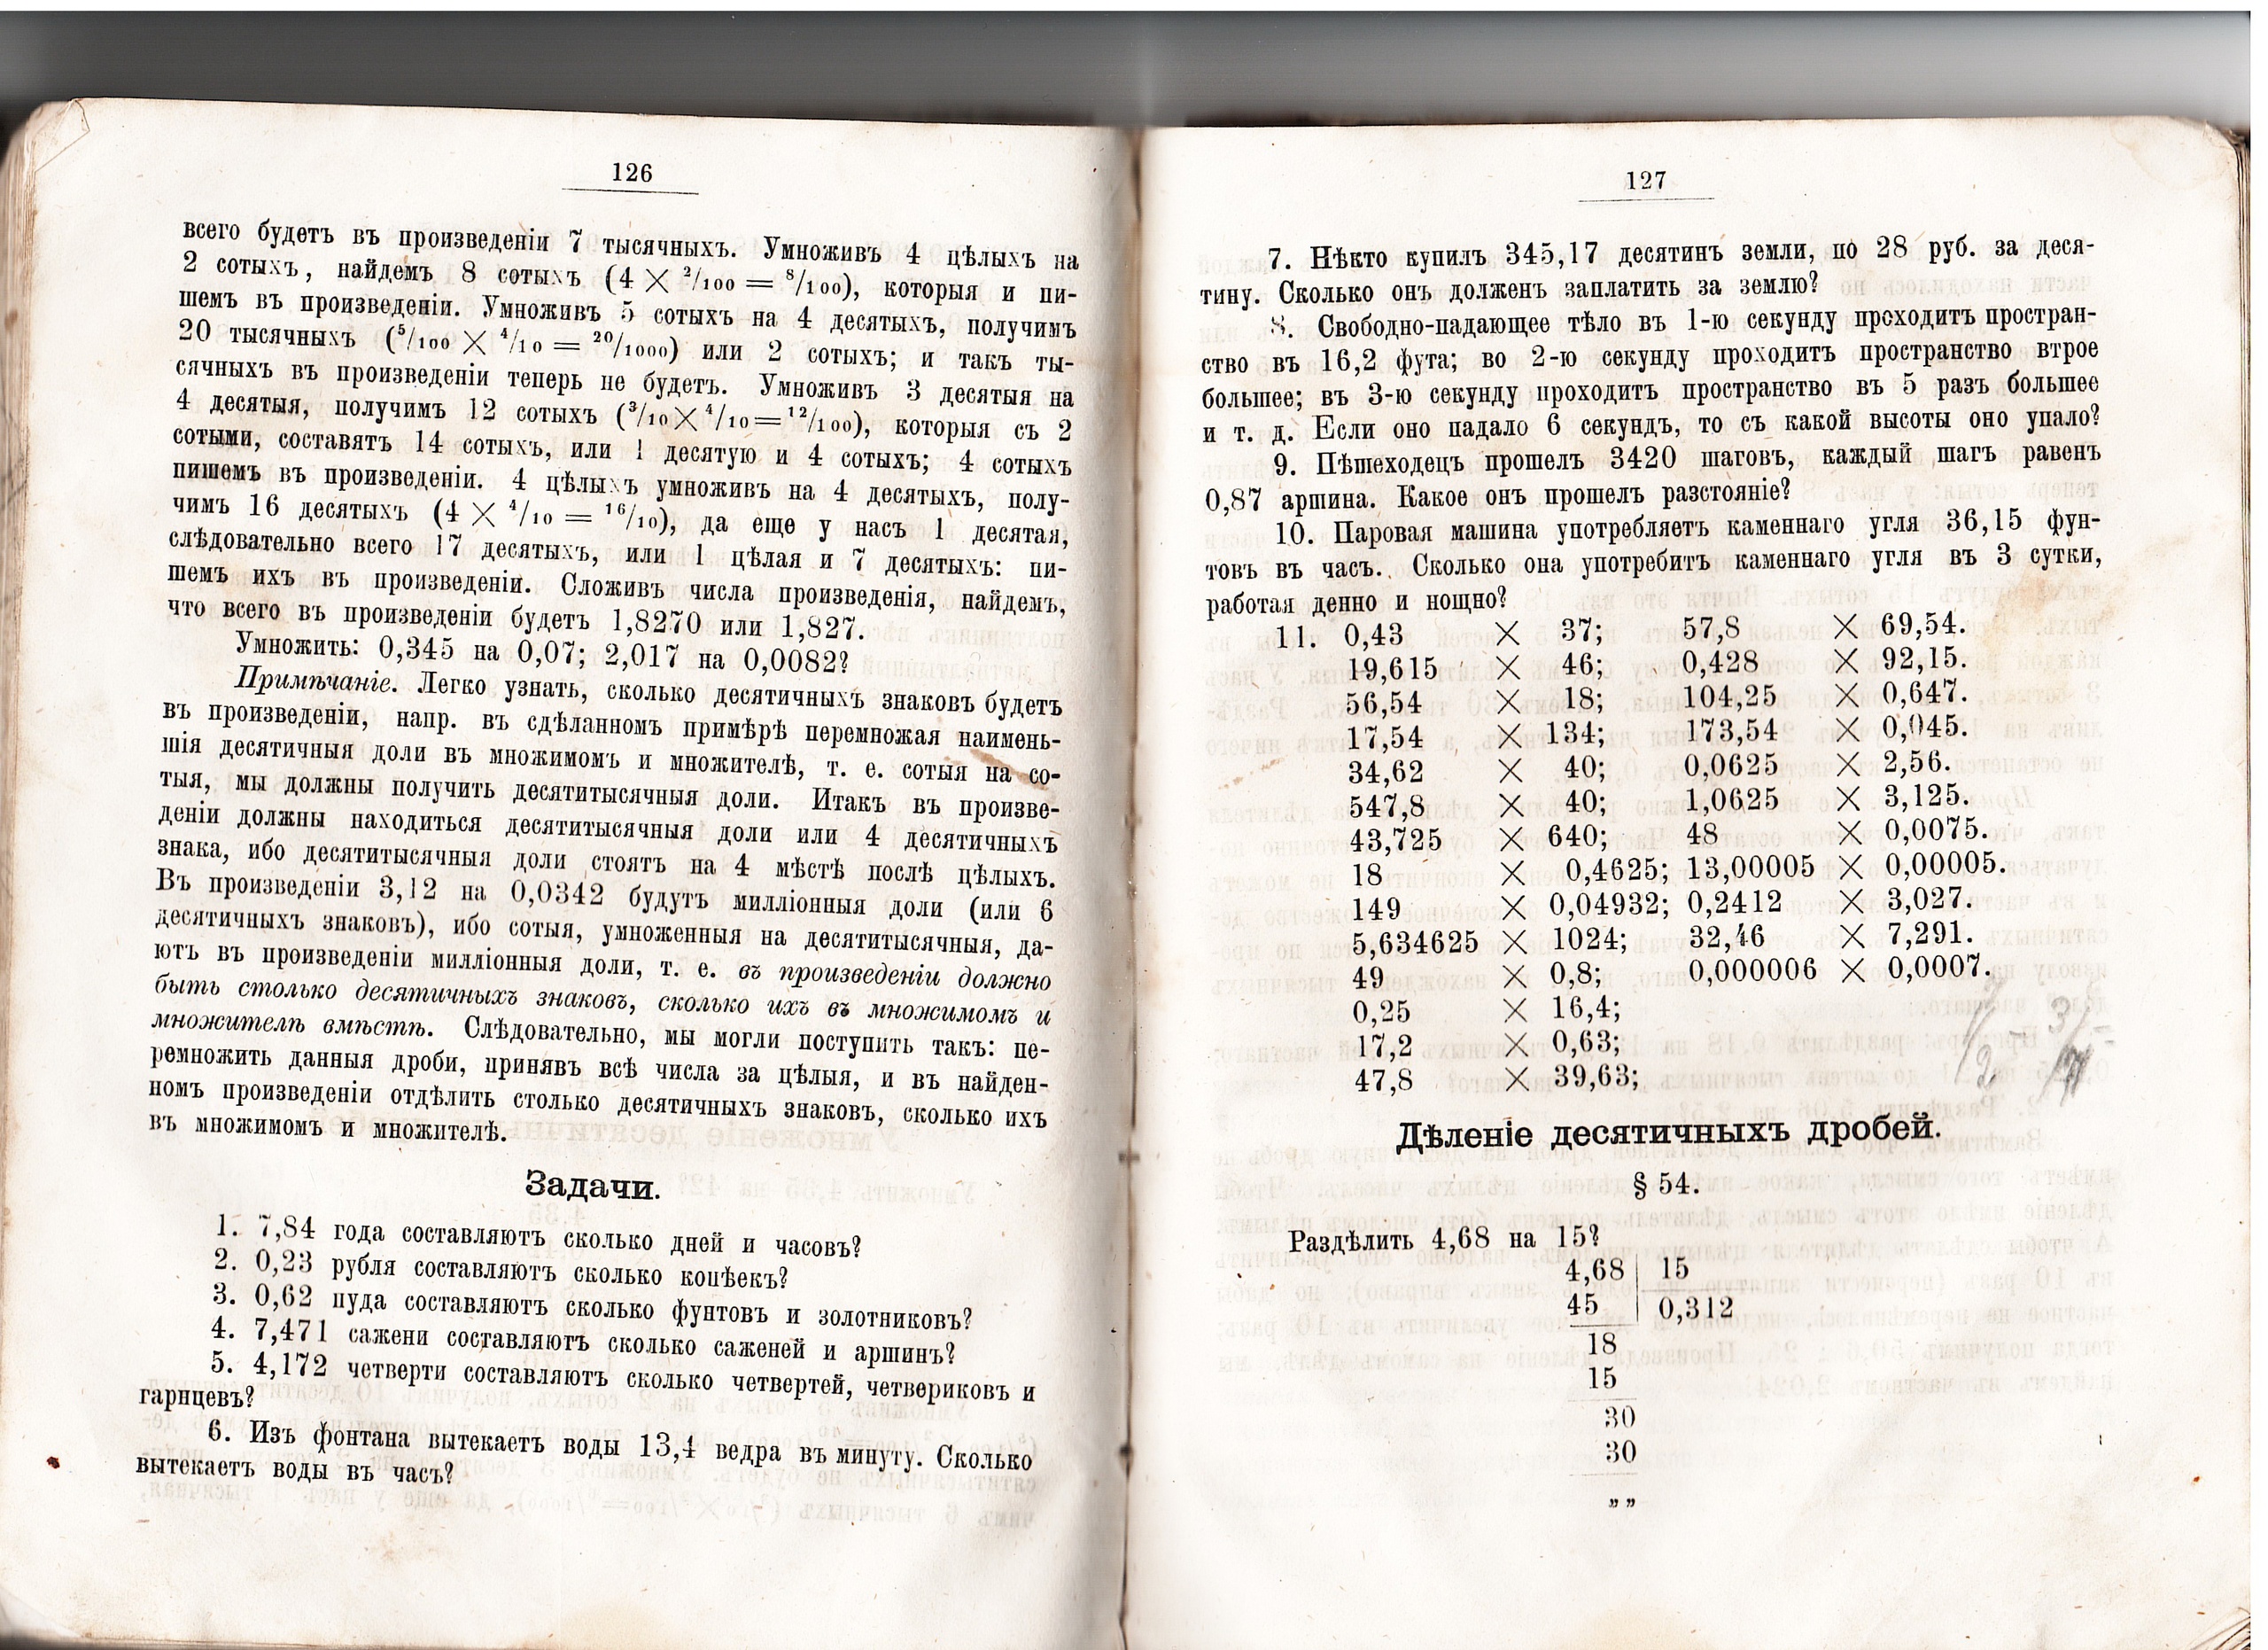 126
всего будетъ въ произведеніи 7 тысячныхъ. Умноживъ 4 цѣлыхъ на
2 сотыхъ, найдемъ 8 сотыхъ (4 × ²/₁₀₀ = ⁸/₁₀₀), которыя и пи-
шемъ въ произведеніи. Умноживъ 5 сотыхъ на 4 десятыхъ, получимъ
20 тысячныхъ (⁵/₁₀₀ × ⁴/₁₀ = ²⁰/₁₀₀₀) или 2 сотыхъ; и такъ ты-
сячныхъ въ произведеніи теперь не будетъ. Умноживъ 3 десятыя на
4 десятыя, получимъ 12 сотыхъ (³/₁₀ × ⁴/₁₀ = ¹²/₁₀₀), которыя съ 2
сотыми, составятъ 14 сотыхъ, или 1 десятую и 4 сотыхъ; 4 сотыхъ
пишемъ въ произведеніи. 4 цѣлыхъ умноживъ на 4 десятыхъ, полу-
чимъ 16 десятыхъ (4 × ⁴/₁₀ = ¹⁶/₁₀), да еще у насъ 1 десятая,
слѣдовательно всего 17 десятыхъ, или 1 цѣлая и 7 десятыхъ: пи-
шемъ ихъ въ произведеніи. Сложивъ числа произведенія, найдемъ,
что всего въ произведеніи будетъ 1,8270 или 1,827.
Умножить: 0,345 на 0,07; 2,017 на 0,0082?
Примѣчаніе. Легко узнать, сколько десятичныхъ знаковъ будетъ
въ произведеніи, напр. въ сдѣланномъ примѣрѣ перемножая наимень-
шія десятичныя доли въ множимомъ и множителѣ, т. е. сотыя на со-
тыя, мы должны получить десятитысячныя доли. Итакъ въ произве-
деніи должны находиться десятитысячныя доли или 4 десятичныхъ
знака, ибо десятитысячныя доли стоятъ на 4 мѣстѣ послѣ цѣлыхъ.
Въ произведеніи 3,12 на 0,0342 будутъ милліонныя доли (или 6
десятичныхъ знаковъ), ибо сотыя, умноженныя на десятитысячныя, да-
ютъ въ произведеніи милліонныя доли, т. е. въ произведеніи должно
быть столько десятичныхъ знаковъ, сколько ихъ въ множимомъ и
множителѣ вмѣстѣ. Слѣдовательно, мы могли поступить такъ: пе-
ремножить данныя дроби, принявъ всѣ числа за цѣлыя, и въ найден-
номъ произведеніи отдѣлить столько десятичныхъ знаковъ, сколько ихъ
въ множимомъ и множителѣ.
Задачи.
1. 7,84 года составляютъ сколько дней и часовъ?
2. 0,23 рубля составляютъ сколько копѣекъ?
3. 0,62 пуда составляютъ сколько фунтовъ и золотниковъ?
4. 7,471 сажени составляютъ сколько саженей и аршинъ?
5. 4,172 четверти составляютъ сколько четвертей, четвериковъ и
гарнцевъ?
6. Изъ фонтана вытекаетъ воды 13,4 ведра въ минуту. Сколько
вытекаетъ воды въ часъ?
127
7. Нѣкто купилъ 345,17 десятинъ земли, по 28 руб. за деся-
тину. Сколько онъ долженъ заплатить за землю?
8. Свободно-падающее тѣло въ 1-ю секунду проходитъ простран-
ство въ 16,2 фута; во 2-ю секунду проходитъ пространство втрое
большее; въ 3-ю секунду проходитъ пространство въ 5 разъ большее
и т. д. Если оно падало 6 секундъ, то съ какой высоты оно упало?
9. Пѣшеходецъ прошелъ 3420 шаговъ, каждый шагъ равенъ
0,87 аршина. Какое онъ прошелъ разстояніе?
10. Паровая машина употребляетъ каменнаго угля 36,15 фун-
товъ въ часъ. Сколько она употребитъ каменнаго угля въ 3 сутки,
работая денно и нощно?
11. 0,43 × 37; 57,8 × 69,54.
19,615 × 46; 0,428 × 92,15.
56,54 × 18; 104,25 × 0,647.
17,54 × 134; 173,54 × 0,045.
34,62 × 40; 0,0625 × 2,56.
547,8 × 40; 1,0625 × 3,125.
43,725 × 640; 48 × 0,0075.
18 × 0,4625; 13,00005 × 0,00005.
149 × 0,04932; 0,2412 × 3,027.
5,634625 × 1024; 32,46 × 7,291.
49 × 0,8; 0,000006 × 0,0007.
0,25 × 16,4;
17,2 × 0,63;
47,8 × 39,63;
Дѣленіе десятичныхъ дробей.
§ 54.
Раздѣлить 4,68 на 15?
4,68 | 15
45 | 0,312
18
15
30
30
„ „